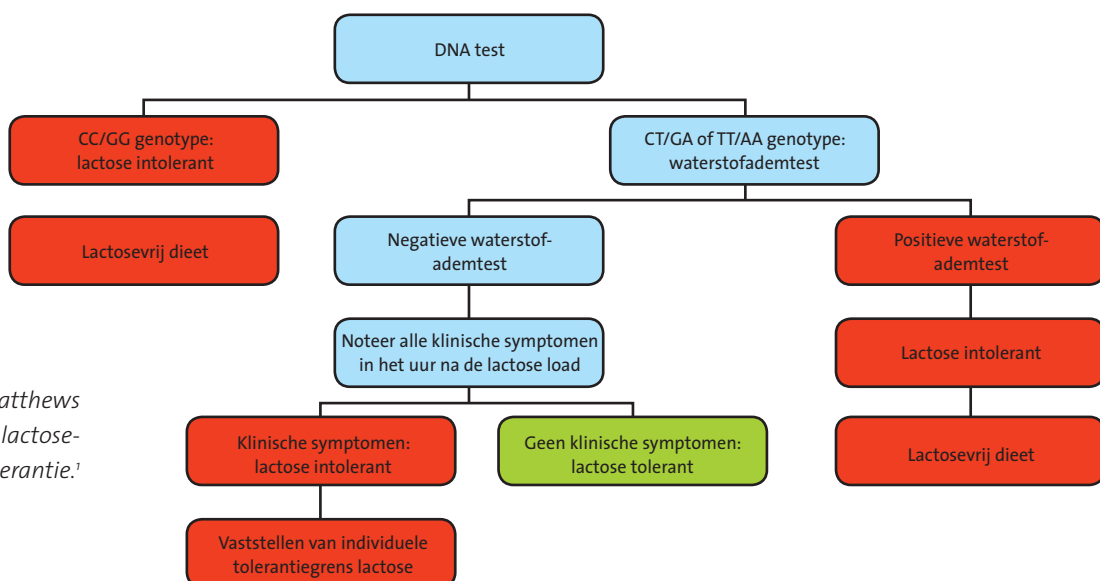 DNA test
CC/GG genotype:
lactose intolerant
CT/GA of TT/AA genotype:
waterstofademtest
Lactosevrij dieet
Negatieve waterstof-
ademtest
Positieve waterstof-
ademtest
Noteer alle klinische symptomen
in het uur na de lactose load
Lactose intolerant
Klinische symptomen:
lactose intolerant
Geen klinische symptomen:
lactose tolerant
Lactosevrij dieet
Vaststellen van individuele
tolerantiegrens lactose
atthews
lactose-
erantie.¹